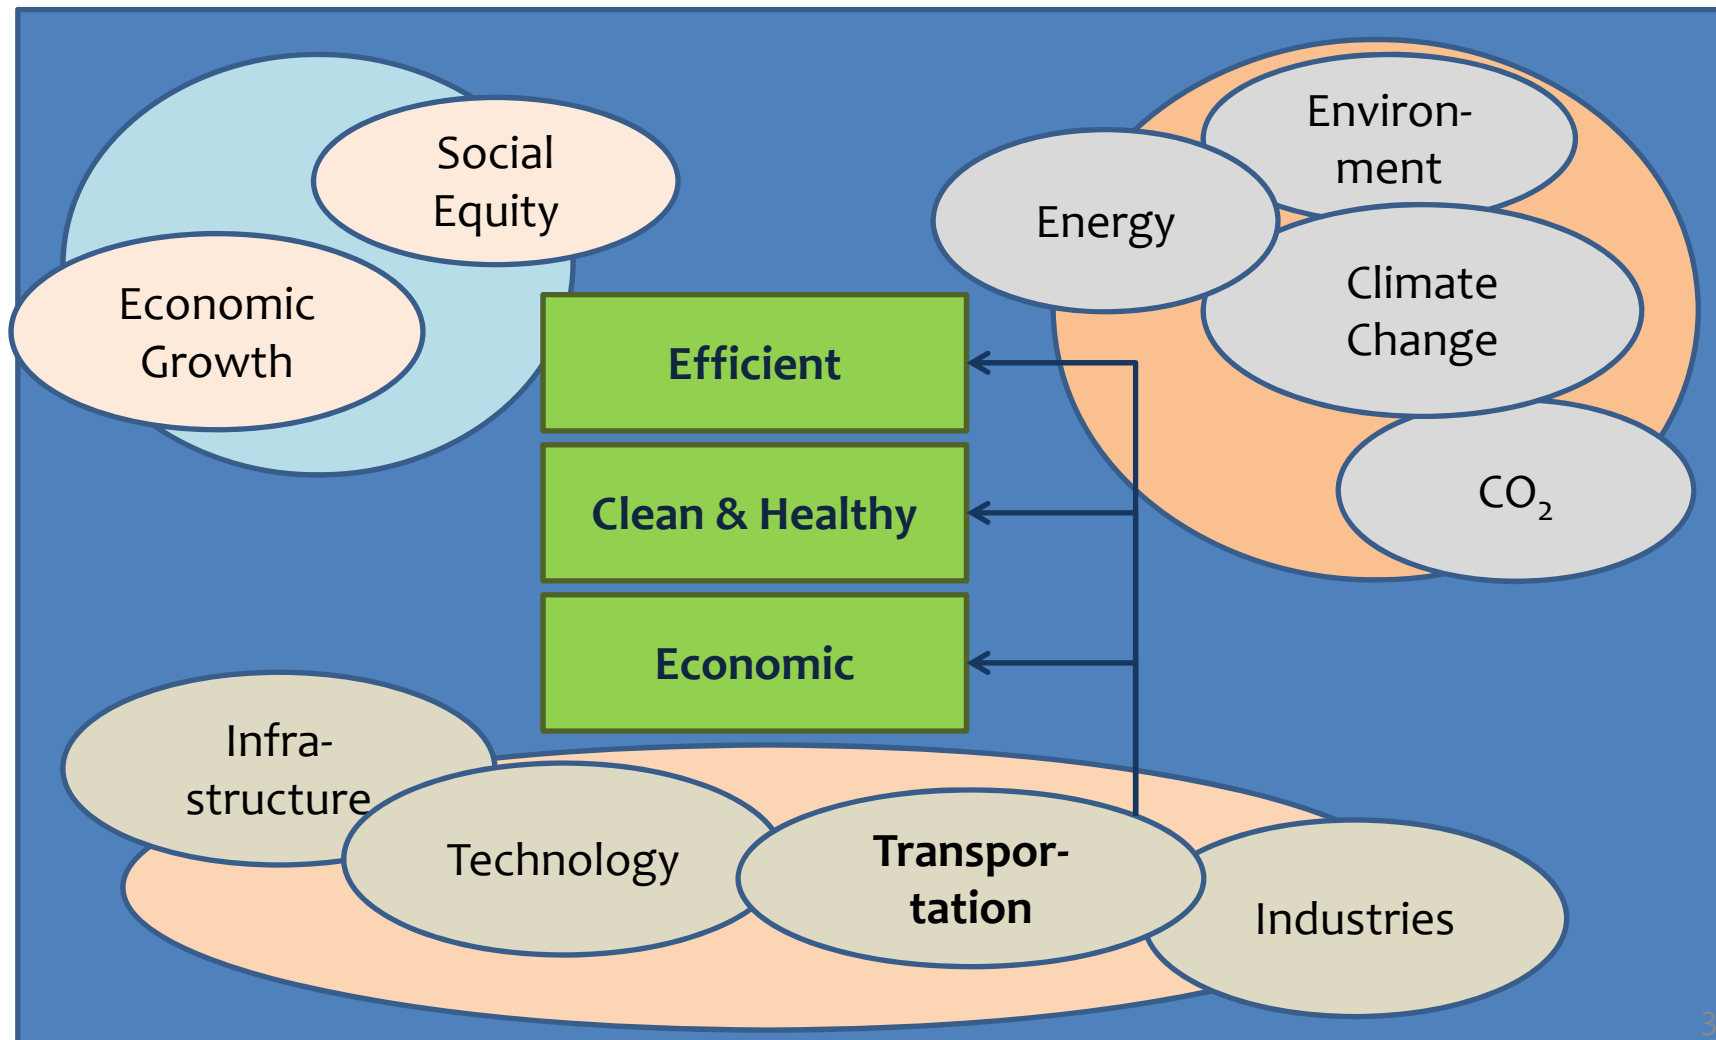 Social
Equity
Economic
Growth
Environ-
ment
Energy
Climate
Change
CO₂
Efficient
Clean & Healthy
Economic
Infra-
structure
Technology
Transpor-
tation
Industries
3